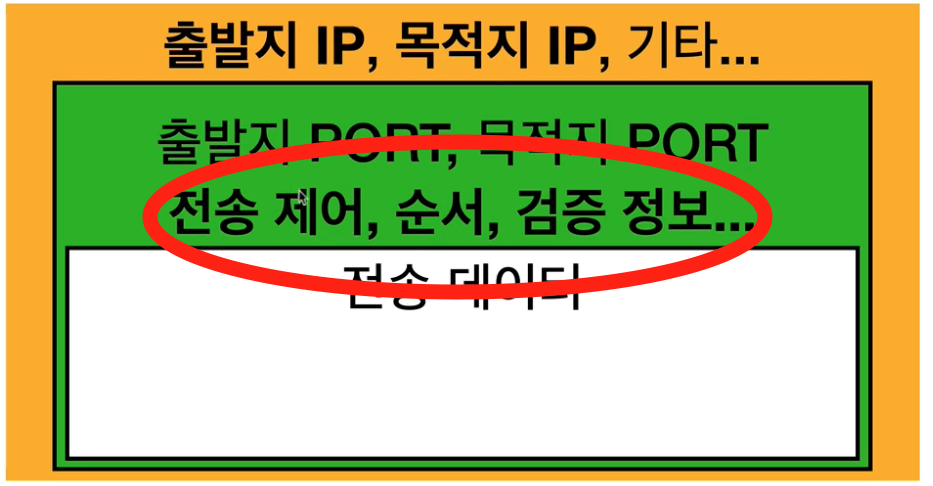 출발지 IP, 목적지 IP, 기타...
출발지 PORT, 목적지 PORT
전송 제어, 순서, 검증 정보...
전송 데이터